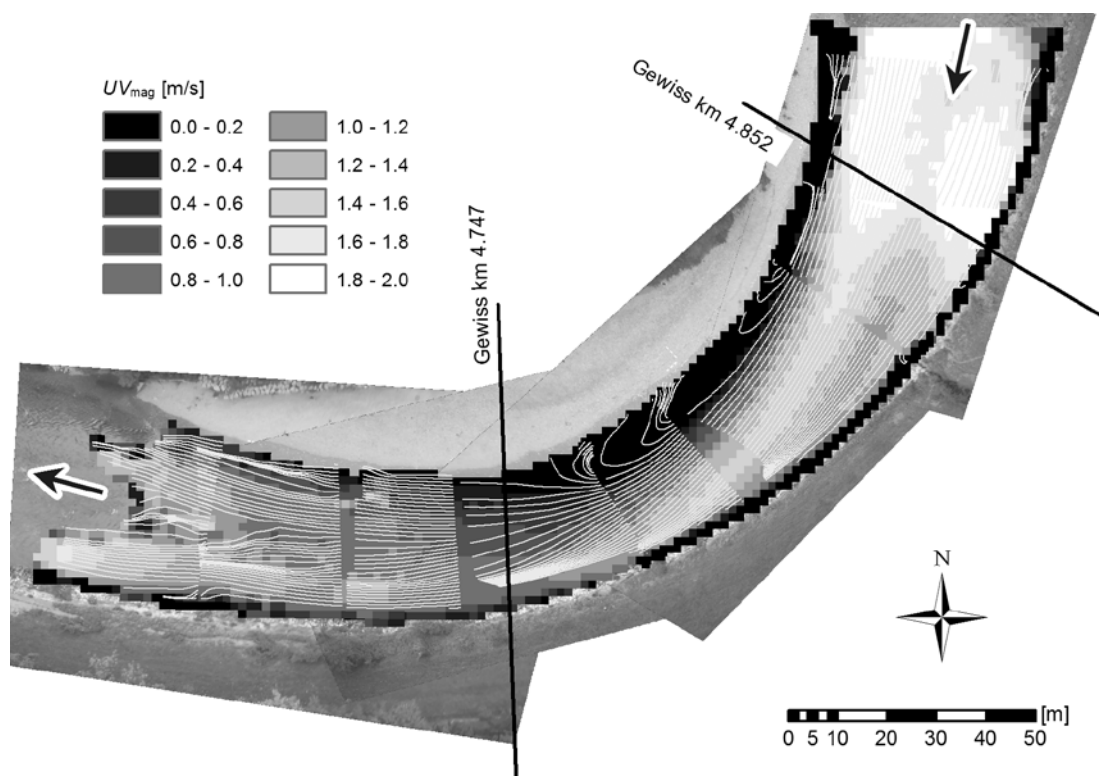 UVmag [m/s]
0.0 - 0.2
0.2 - 0.4
0.4 - 0.6
0.6 - 0.8
0.8 - 1.0
1.0 - 1.2
1.2 - 1.4
1.4 - 1.6
1.6 - 1.8
1.8 - 2.0
Gewiss km 4.852
Gewiss km 4.747
N
[m]
0 5 10 20 30 40 50